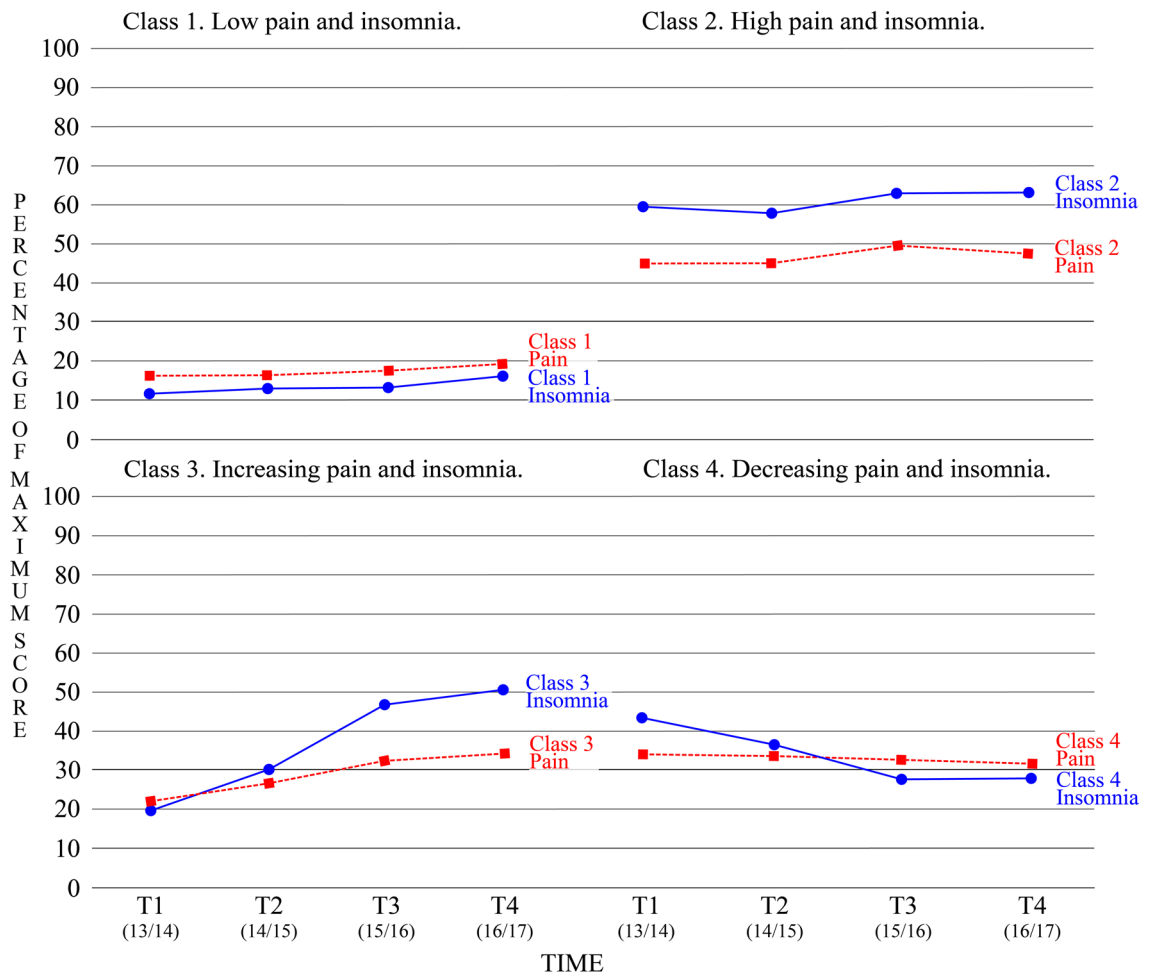 Class 1. Low pain and insomnia.
Class 2. High pain and insomnia.
100
90
80
70
60
50
40
30
20
10
0
Class 2
Insomnia
Class 2
Pain
Class 1
Pain
Class 1
Insomnia
PERCENTAGE OF MAXIMUM SCORE
Class 3. Increasing pain and insomnia.
Class 4. Decreasing pain and insomnia.
100
90
80
70
60
50
40
30
20
10
0
Class 3
Insomnia
Class 3
Pain
Class 4
Pain
Class 4
Insomnia
T1 T2 T3 T4 T1 T2 T3 T4
(13/14) (14/15) (15/16) (16/17) (13/14) (14/15) (15/16) (16/17)
TIME